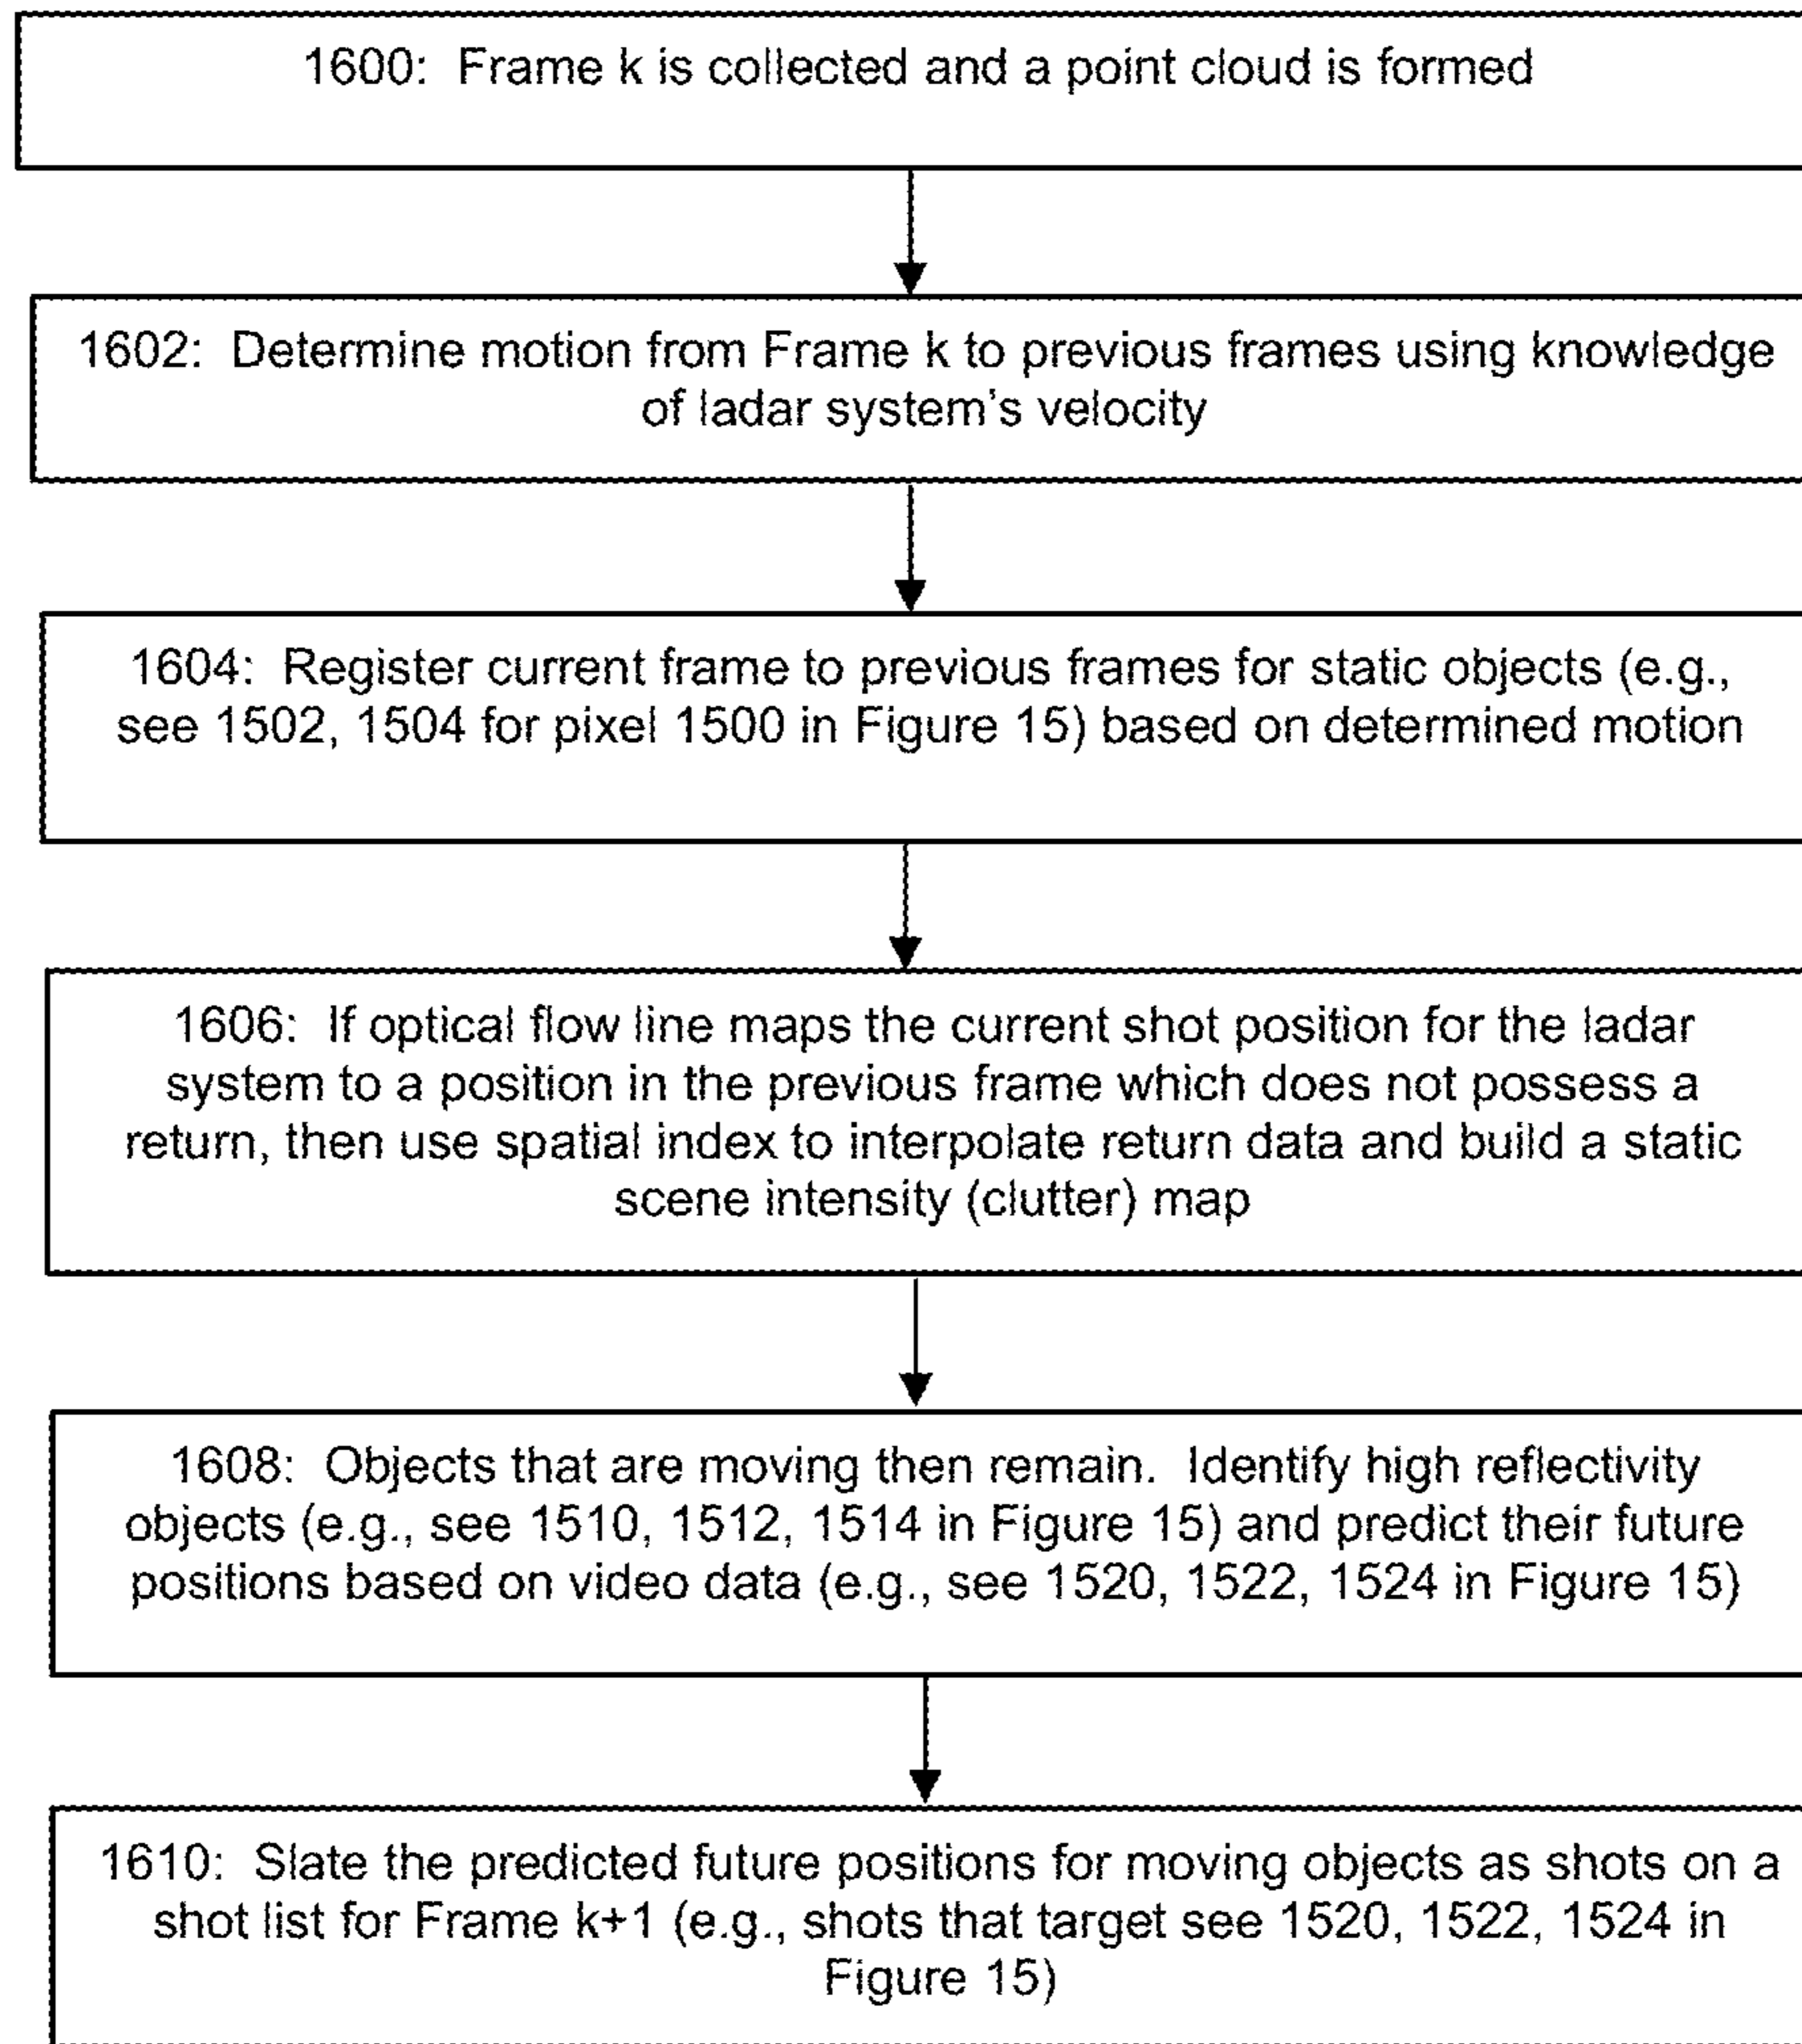 1600:  Frame k is collected and a point cloud is formed
1602:  Determine motion from Frame k to previous frames using knowledge
of ladar system's velocity
1604:  Register current frame to previous frames for static objects (e.g.,
see 1502, 1504 for pixel 1500 in Figure 15) based on determined motion
1606:  If optical flow line maps the current shot position for the ladar
system to a position in the previous frame which does not possess a
return, then use spatial index to interpolate return data and build a static
scene intensity (clutter) map
1608:  Objects that are moving then remain.  Identify high reflectivity
objects (e.g., see 1510, 1512, 1514 in Figure 15) and predict their future
positions based on video data (e.g., see 1520, 1522, 1524 in Figure 15)
1610:  Slate the predicted future positions for moving objects as shots on a
shot list for Frame k+1 (e.g., shots that target see 1520, 1522, 1524 in
Figure 15)